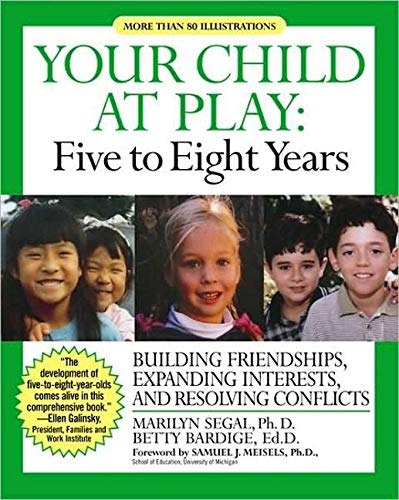 MORE THAN 80 ILLUSTRATIONS
YOUR CHILD
AT PLAY:
Five to Eight Years
"The
development of
five-to-eight-year-olds
comes alive in this
comprehensive book."
—Ellen Galinsky,
President, Families and
Work Institute
BUILDING FRIENDSHIPS,
EXPANDING INTERESTS,
AND RESOLVING CONFLICTS
MARILYN SEGAL, Ph. D.
BETTY BARDIGE, Ed.D.
Foreword by SAMUEL J. MEISELS, Ph.D.,
School of Education, University of Michigan